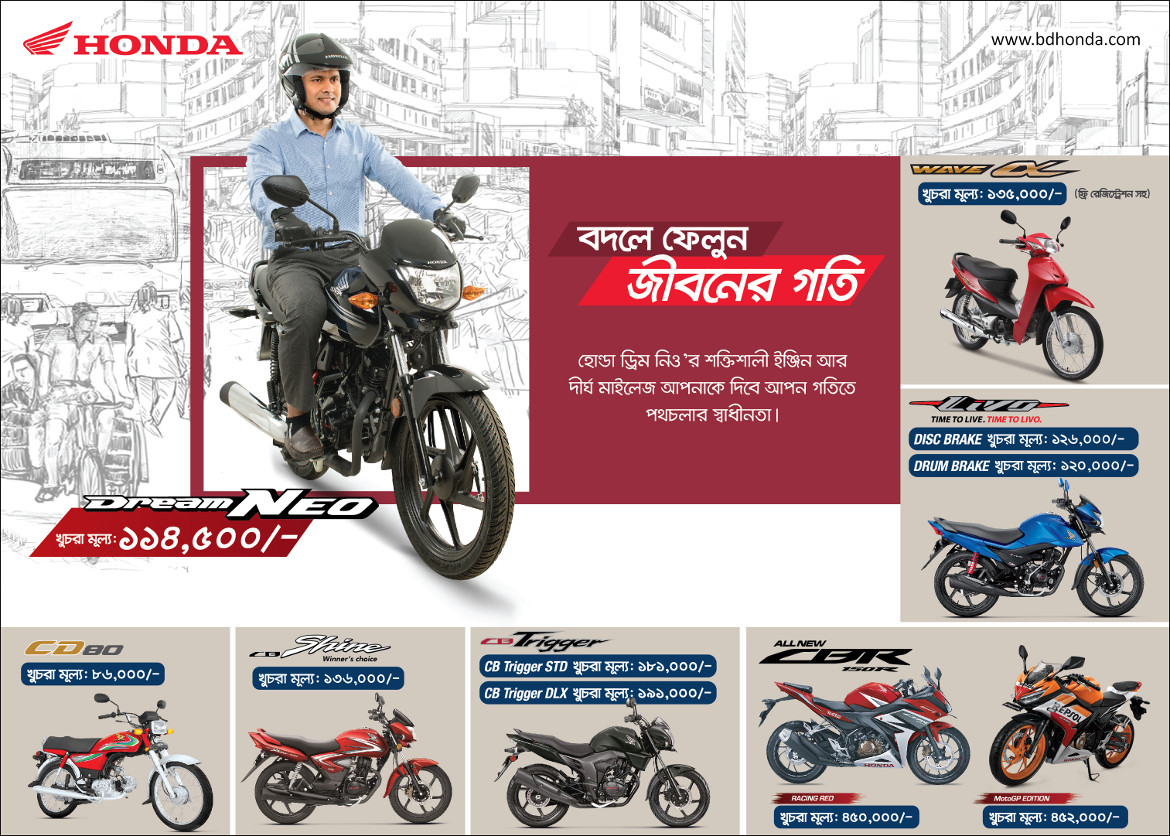 HONDA
www.bdhonda.com
বদলে ফেলুন
জীবনের গতি
হোন্ডা ড্রিম নিও'র শক্তিশালী ইঞ্জিন আর
দীর্ঘ মাইলেজ আপনাকে দিবে আপন গতিতে
পথচলার স্বাধীনতা।
Dream NEO
খুচরা মূল্য: ১১৪,৫০০/-
WAVE α
খুচরা মূল্য: ১৩৫,০০০/- (ফ্রি রেজিস্ট্রেশন সহ)
Livo
TIME TO LIVE. TIME TO LIVO.
DISC BRAKE খুচরা মূল্য: ১২৬,০০০/-
DRUM BRAKE খুচরা মূল্য: ১২০,০০০/-
CD 80
খুচরা মূল্য: ৮৬,০০০/-
CB Shine
Winner's choice
খুচরা মূল্য: ১৩৬,০০০/-
CB Trigger
CB Trigger STD খুচরা মূল্য: ১৮১,০০০/-
CB Trigger DLX খুচরা মূল্য: ১৯১,০০০/-
ALL NEW
CBR
150R
HONDA
REPSOL
RACING RED
খুচরা মূল্য: ৪৫০,০০০/-
MotoGP EDITION
খুচরা মূল্য: ৪৫২,০০০/-